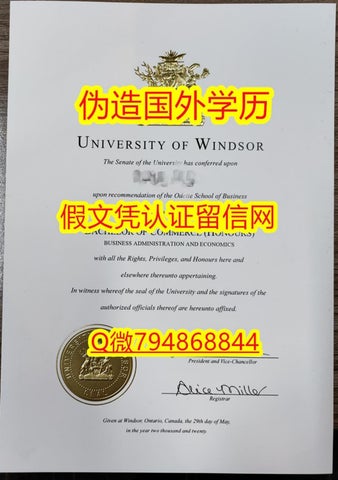 伪造国外学历
UNIVERSITY OF WINDSOR
The Senate of the University has conferred upon
upon recommendation of the Odette School of Business
假文凭认证留信网
BACHELOR OF COMMERCE (HONOURS)
BUSINESS ADMINISTRATION AND ECONOMICS
with all the Rights, Privileges, and Honours here and
elsewhere thereunto appertaining.
In witness whereof the seal of the University and the signatures of the
authorized officials thereof are hereunto affixed.
Q微794868844
President and Vice-Chancellor
Alice Miller
Registrar
Given at Windsor, Ontario, Canada, the 29th day of May,
in the year two thousand and twenty